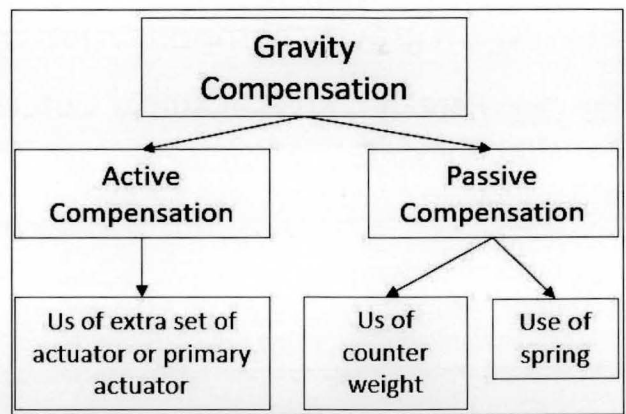 Gravity
Compensation
Active
Compensation
Passive
Compensation
Us of extra set of
actuator or primary
actuator
Us of
counter
weight
Use of
spring